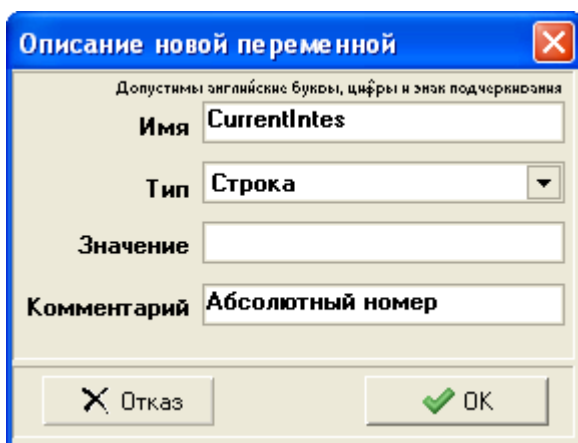 Описание новой переменной
Допустимы английские буквы, цифры и знак подчеркивания
Имя CurrentIntes
Тип Строка
Значение
Комментарий Абсолютный номер
Отказ OK